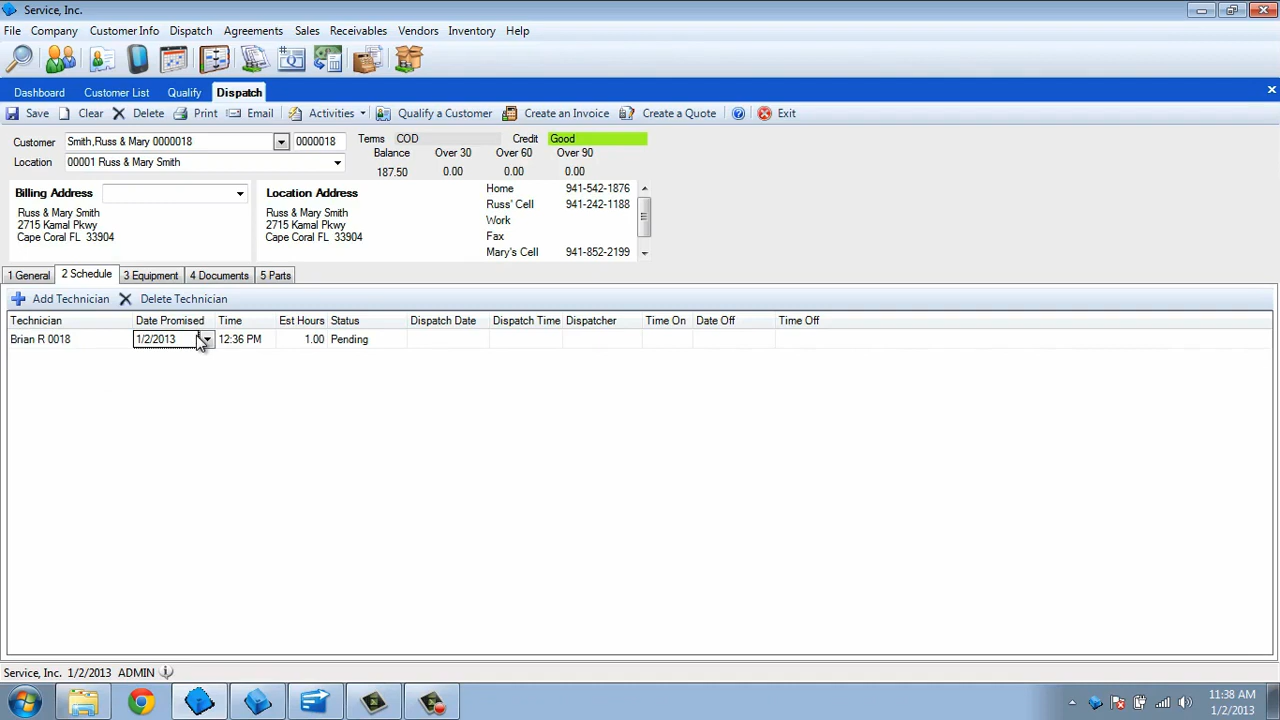 Service, Inc.
File Company Customer Info Dispatch Agreements Sales Receivables Vendors Inventory Help
Dashboard Customer List Qualify Dispatch
Save Clear Delete Print Email Activities Qualify a Customer Create an Invoice Create a Quote Exit
Customer Smith,Russ & Mary 0000018 0000018 Terms COD Credit Good
Location 00001 Russ & Mary Smith Balance Over 30 Over 60 Over 90
187.50 0.00 0.00 0.00
Billing Address Location Address Home 941-542-1876
Russ & Mary Smith Russ & Mary Smith Russ' Cell 941-242-1188
2715 Kamal Pkwy 2715 Kamal Pkwy Work
Cape Coral FL 33904 Cape Coral FL 33904 Fax
Mary's Cell 941-852-2199
1 General 2 Schedule 3 Equipment 4 Documents 5 Parts
Add Technician Delete Technician
Technician Date Promised Time Est Hours Status Dispatch Date Dispatch Time Dispatcher Time On Date Off Time Off
Brian R 0018 1/2/2013 12:36 PM 1.00 Pending
Service, Inc. 1/2/2013 ADMIN
11:38 AM
1/2/2013